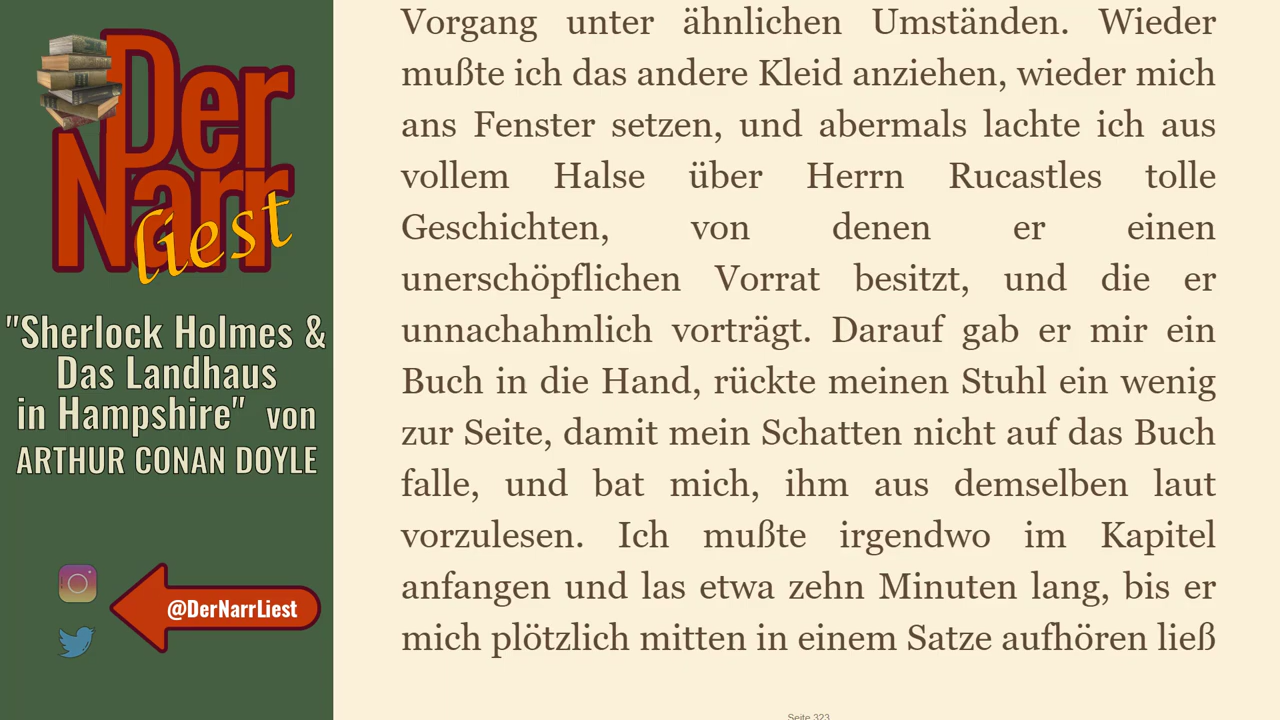 Der
Narr
liest
"Sherlock Holmes &
Das Landhaus
in Hampshire" von
ARTHUR CONAN DOYLE
@DerNarrLiest
Vorgang unter ähnlichen Umständen. Wieder
mußte ich das andere Kleid anziehen, wieder mich
ans Fenster setzen, und abermals lachte ich aus
vollem Halse über Herrn Rucastles tolle
Geschichten, von denen er einen
unerschöpflichen Vorrat besitzt, und die er
unnachahmlich vorträgt. Darauf gab er mir ein
Buch in die Hand, rückte meinen Stuhl ein wenig
zur Seite, damit mein Schatten nicht auf das Buch
falle, und bat mich, ihm aus demselben laut
vorzulesen. Ich mußte irgendwo im Kapitel
anfangen und las etwa zehn Minuten lang, bis er
mich plötzlich mitten in einem Satze aufhören ließ
Seite 323